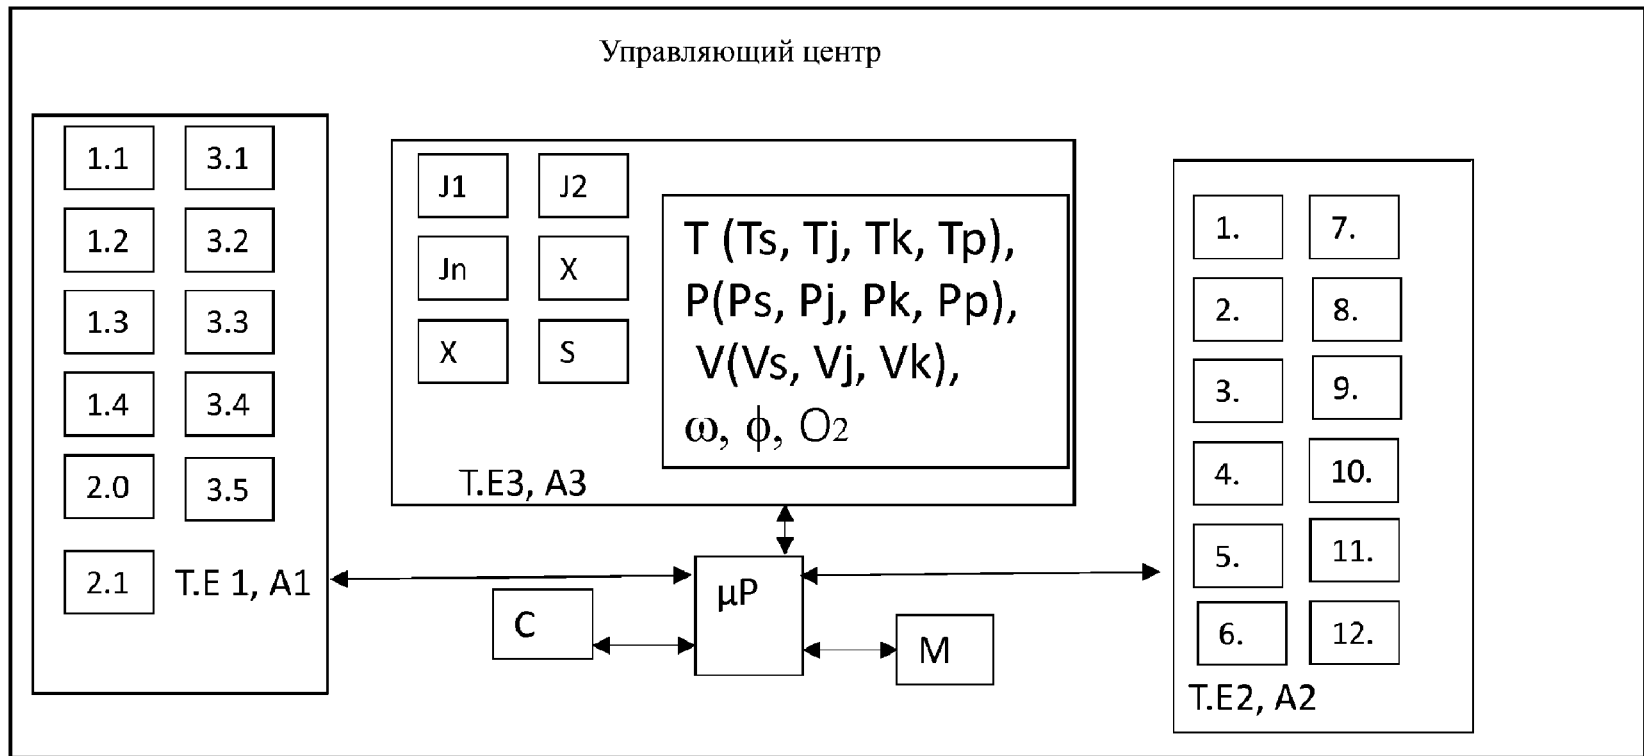 Управляющий центр
1.1 3.1
1.2 3.2
1.3 3.3
1.4 3.4
2.0 3.5
2.1 T.E 1, A1
J1 J2
Jn X
X S
T (Ts, Tj, Tk, Tp),
P(Ps, Pj, Pk, Pp),
V(Vs, Vj, Vk),
ω, ϕ, O2
T.E3, A3
μP
C
M
1. 7.
2. 8.
3. 9.
4. 10.
5. 11.
6. 12.
T.E2, A2